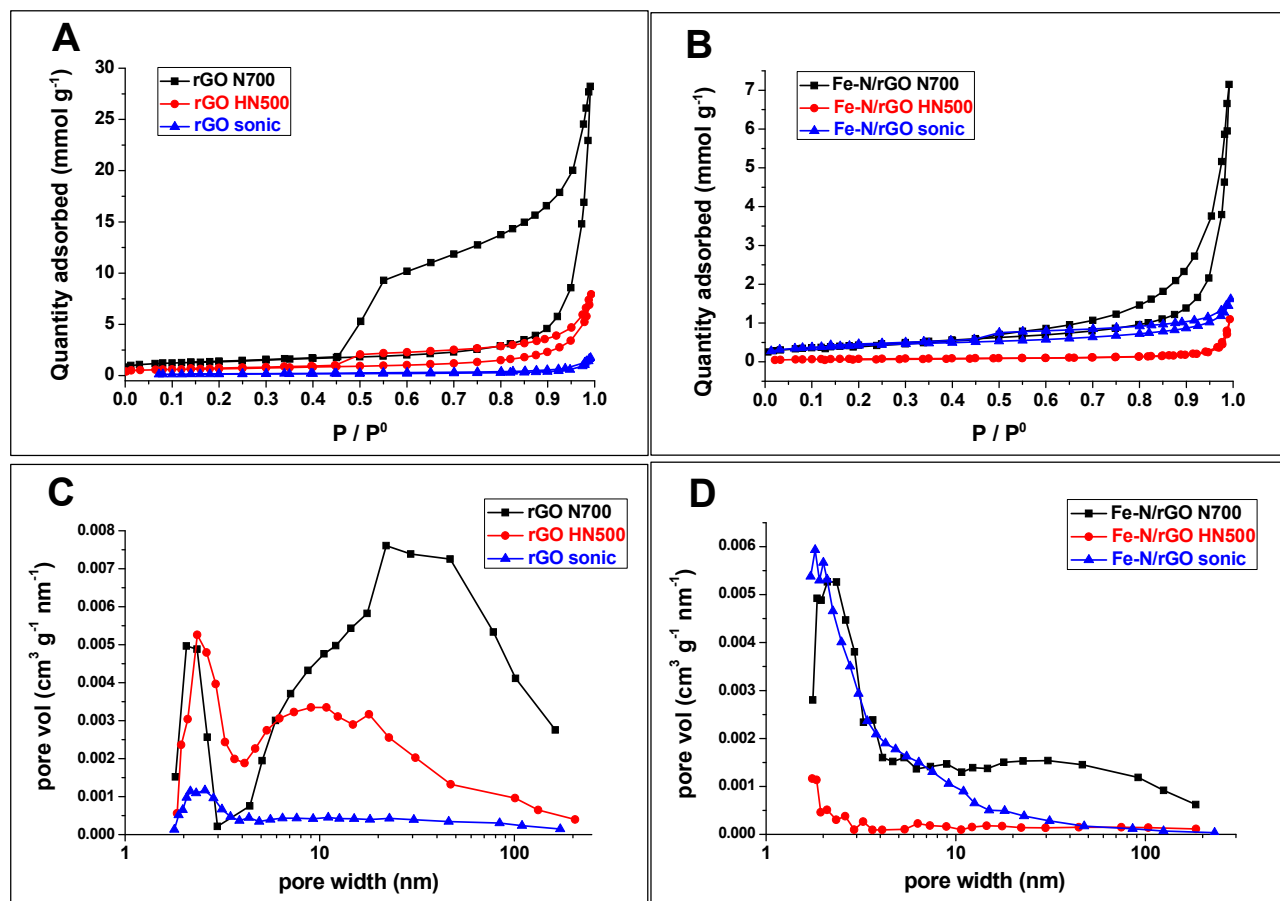 A
rGO N700
rGO HN500
rGO sonic
Quantity adsorbed (mmol g⁻¹)
30
25
20
15
10
5
0
0.0 0.1 0.2 0.3 0.4 0.5 0.6 0.7 0.8 0.9 1.0
P / P⁰
B
Fe-N/rGO N700
Fe-N/rGO HN500
Fe-N/rGO sonic
Quantity adsorbed (mmol g⁻¹)
7
6
5
4
3
2
1
0
0.0 0.1 0.2 0.3 0.4 0.5 0.6 0.7 0.8 0.9 1.0
P / P⁰
C
rGO N700
rGO HN500
rGO sonic
pore vol (cm³ g⁻¹ nm⁻¹)
0.008
0.007
0.006
0.005
0.004
0.003
0.002
0.001
0.000
1 10 100
pore width (nm)
D
Fe-N/rGO N700
Fe-N/rGO HN500
Fe-N/rGO sonic
pore vol (cm³ g⁻¹ nm⁻¹)
0.006
0.005
0.004
0.003
0.002
0.001
0.000
1 10 100
pore width (nm)